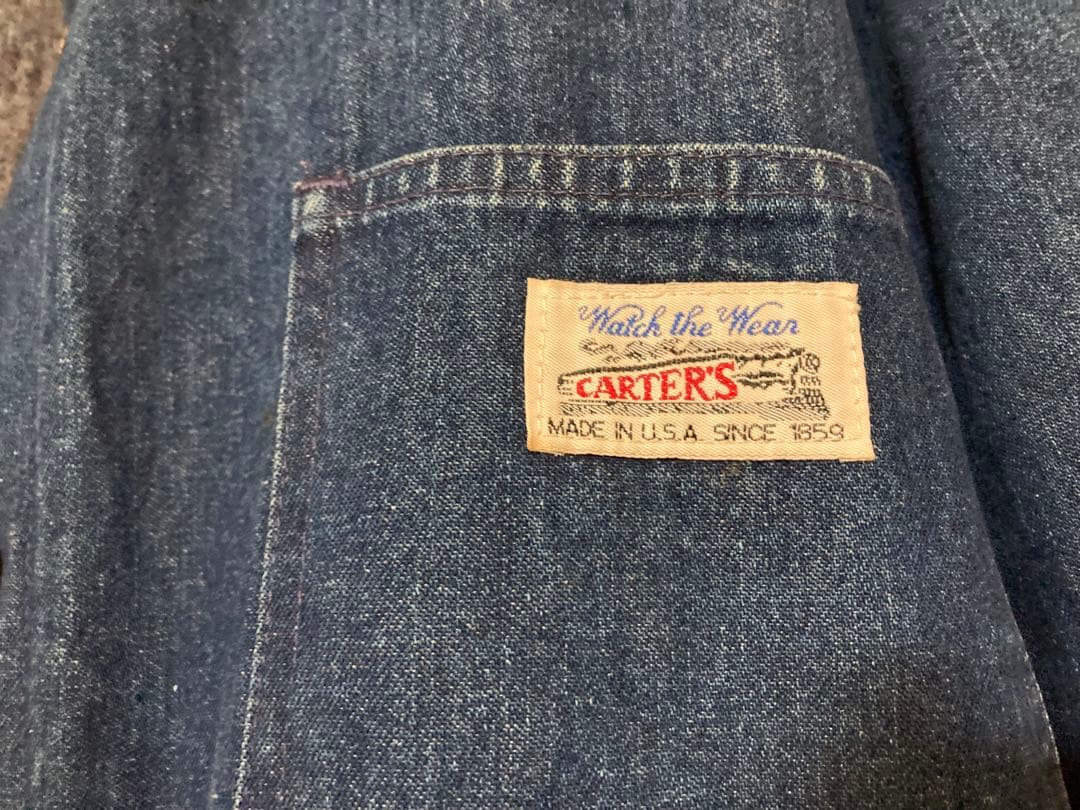 Watch the Wear
CARTER'S
MADE IN U.S.A. SINCE 1859